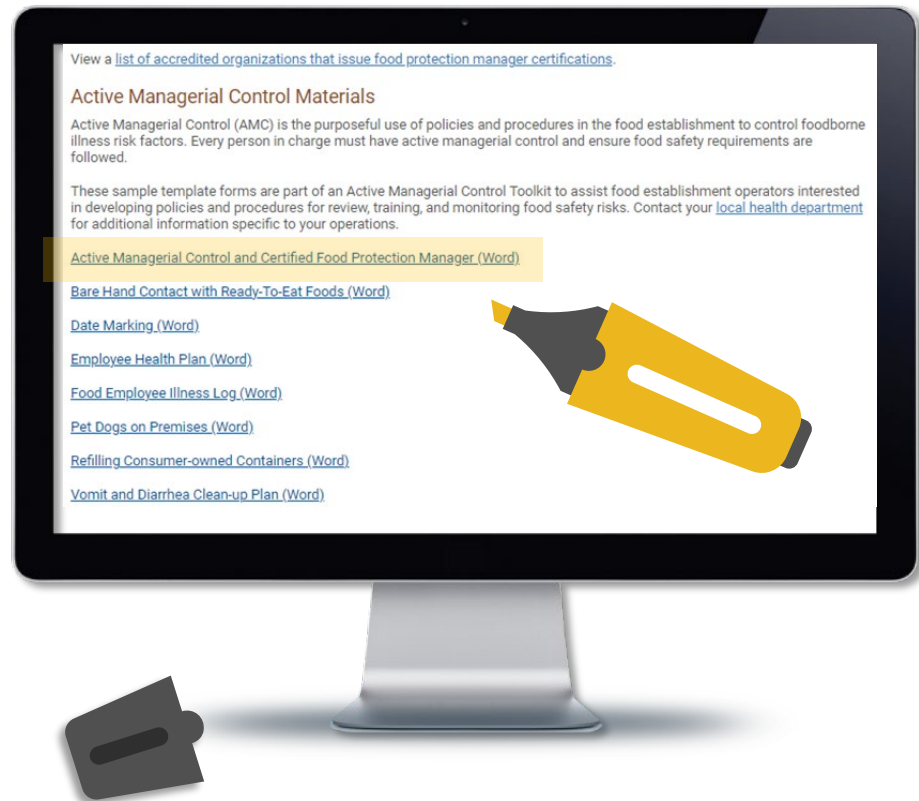 View a list of accredited organizations that issue food protection manager certifications.
Active Managerial Control Materials
Active Managerial Control (AMC) is the purposeful use of policies and procedures in the food establishment to control foodborne
illness risk factors. Every person in charge must have active managerial control and ensure food safety requirements are
followed.
These sample template forms are part of an Active Managerial Control Toolkit to assist food establishment operators interested
in developing policies and procedures for review, training, and monitoring food safety risks. Contact your local health department
for additional information specific to your operations.
Active Managerial Control and Certified Food Protection Manager (Word)
Bare Hand Contact with Ready-To-Eat Foods (Word)
Date Marking (Word)
Employee Health Plan (Word)
Food Employee Illness Log (Word)
Pet Dogs on Premises (Word)
Refilling Consumer-owned Containers (Word)
Vomit and Diarrhea Clean-up Plan (Word)